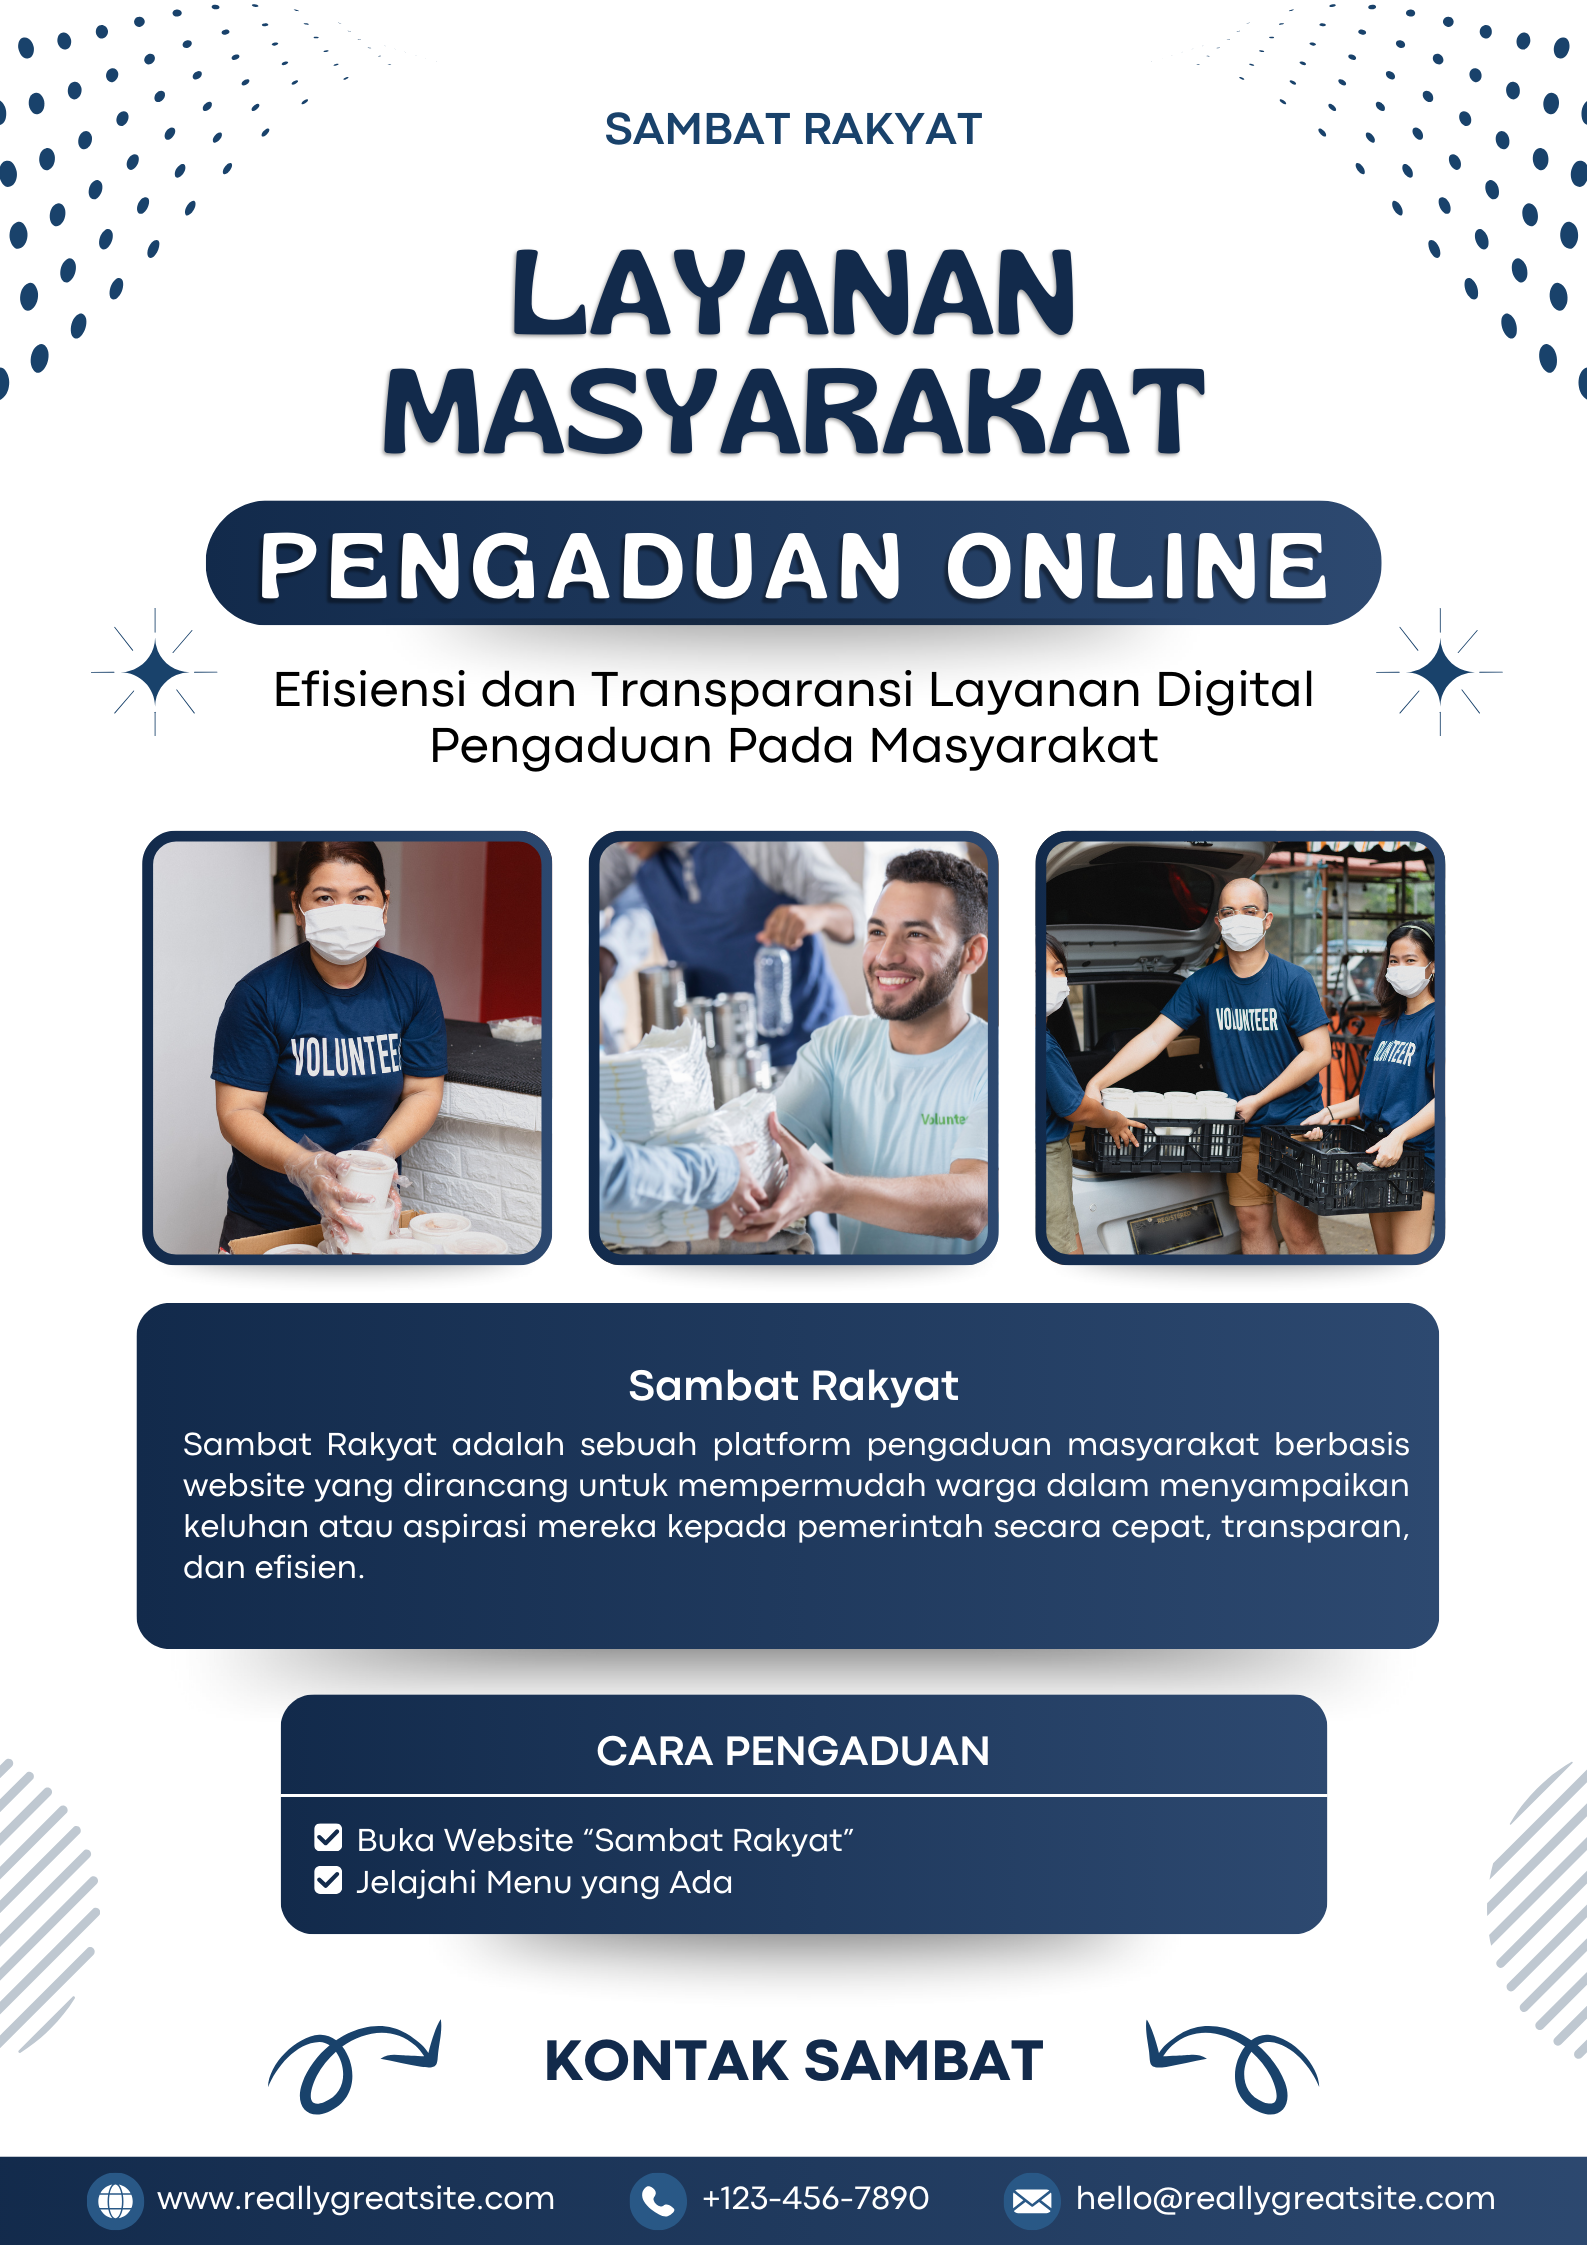 SAMBAT RAKYAT
LAYANAN
MASYARAKAT
PENGADUAN ONLINE
Efisiensi dan Transparansi Layanan Digital
Pengaduan Pada Masyarakat
VOLUNTEE
Volunte
VOLUNTEER
UNTEER
Sambat Rakyat
Sambat Rakyat adalah sebuah platform pengaduan masyarakat berbasis
website yang dirancang untuk mempermudah warga dalam menyampaikan
keluhan atau aspirasi mereka kepada pemerintah secara cepat, transparan,
dan efisien.
CARA PENGADUAN
Buka Website “Sambat Rakyat”
Jelajahi Menu yang Ada
KONTAK SAMBAT
www.reallygreatsite.com
+123-456-7890
hello@reallygreatsite.com